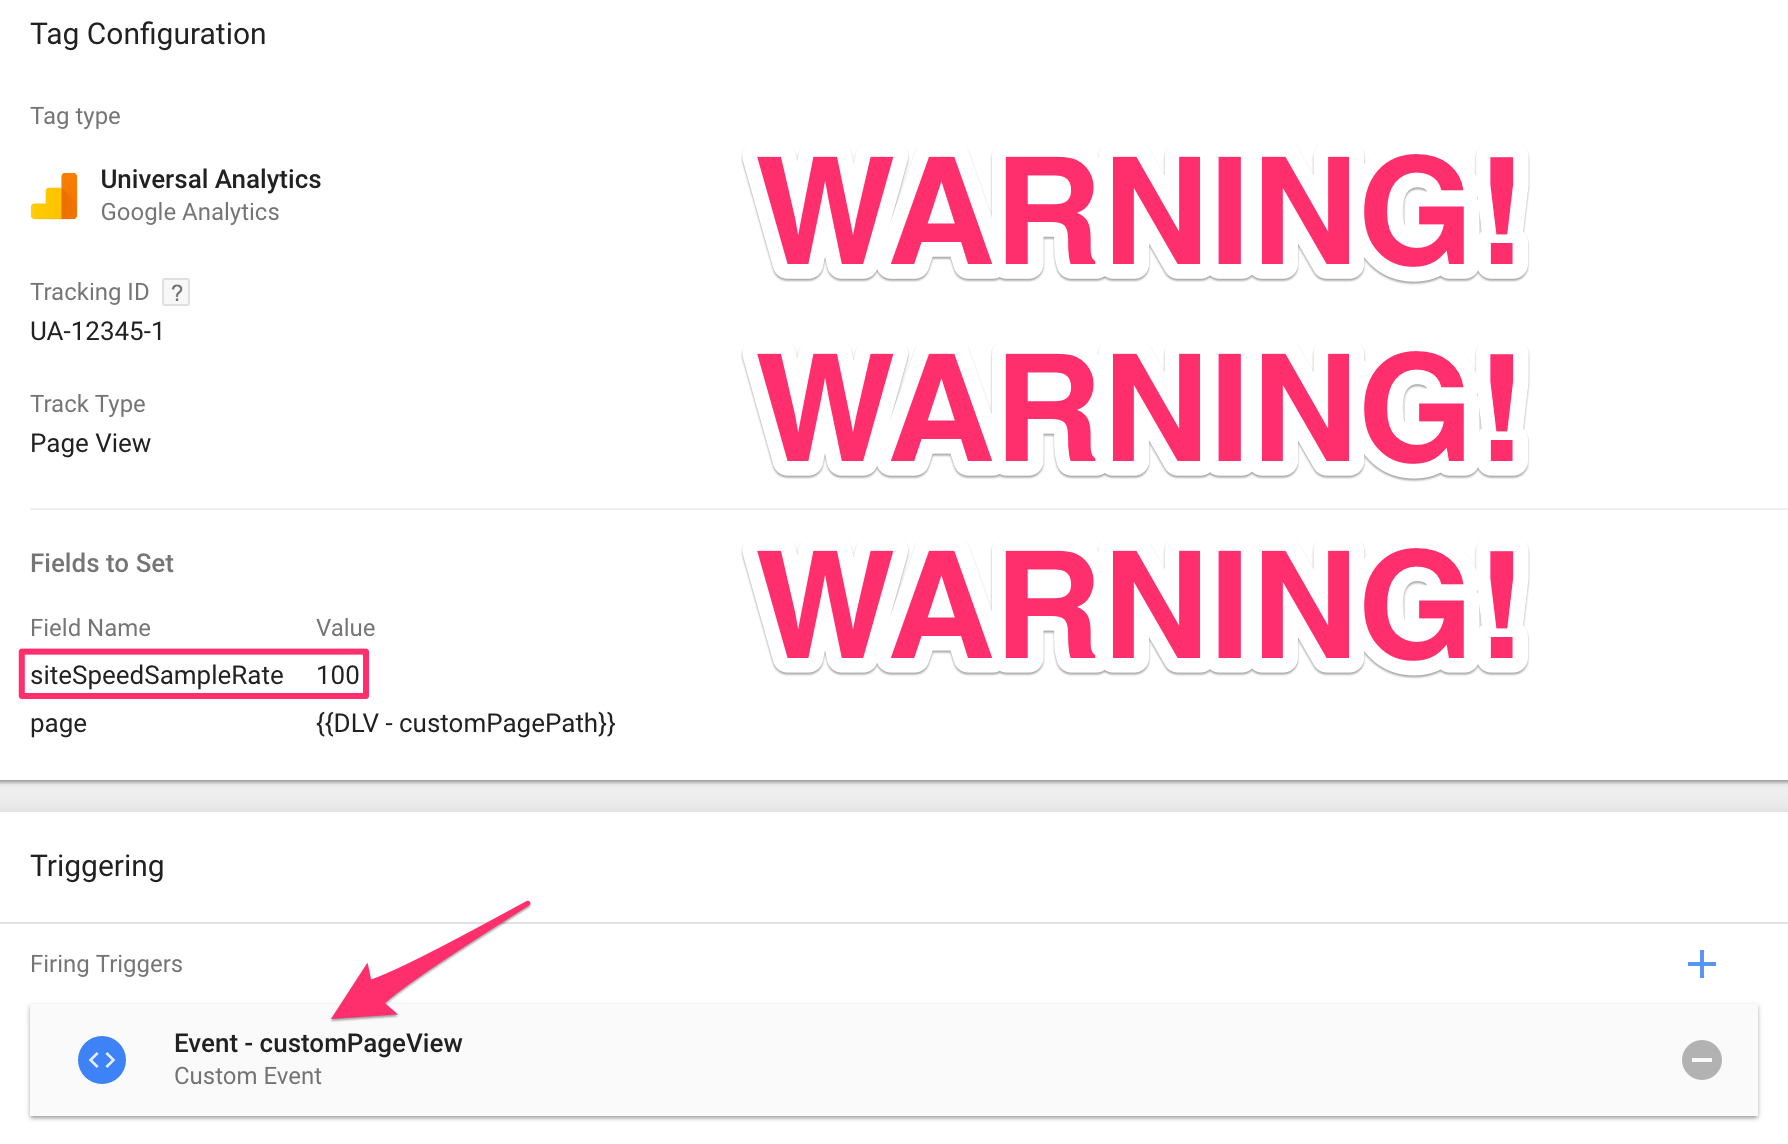 Tag Configuration
Tag type
Universal Analytics
Google Analytics
WARNING!
Tracking ID ?
UA-12345-1
WARNING!
Track Type
Page View
Fields to Set
WARNING!
Field Name Value
siteSpeedSampleRate 100
page {{DLV - customPagePath}}
Triggering
Firing Triggers
Event - customPageView
Custom Event